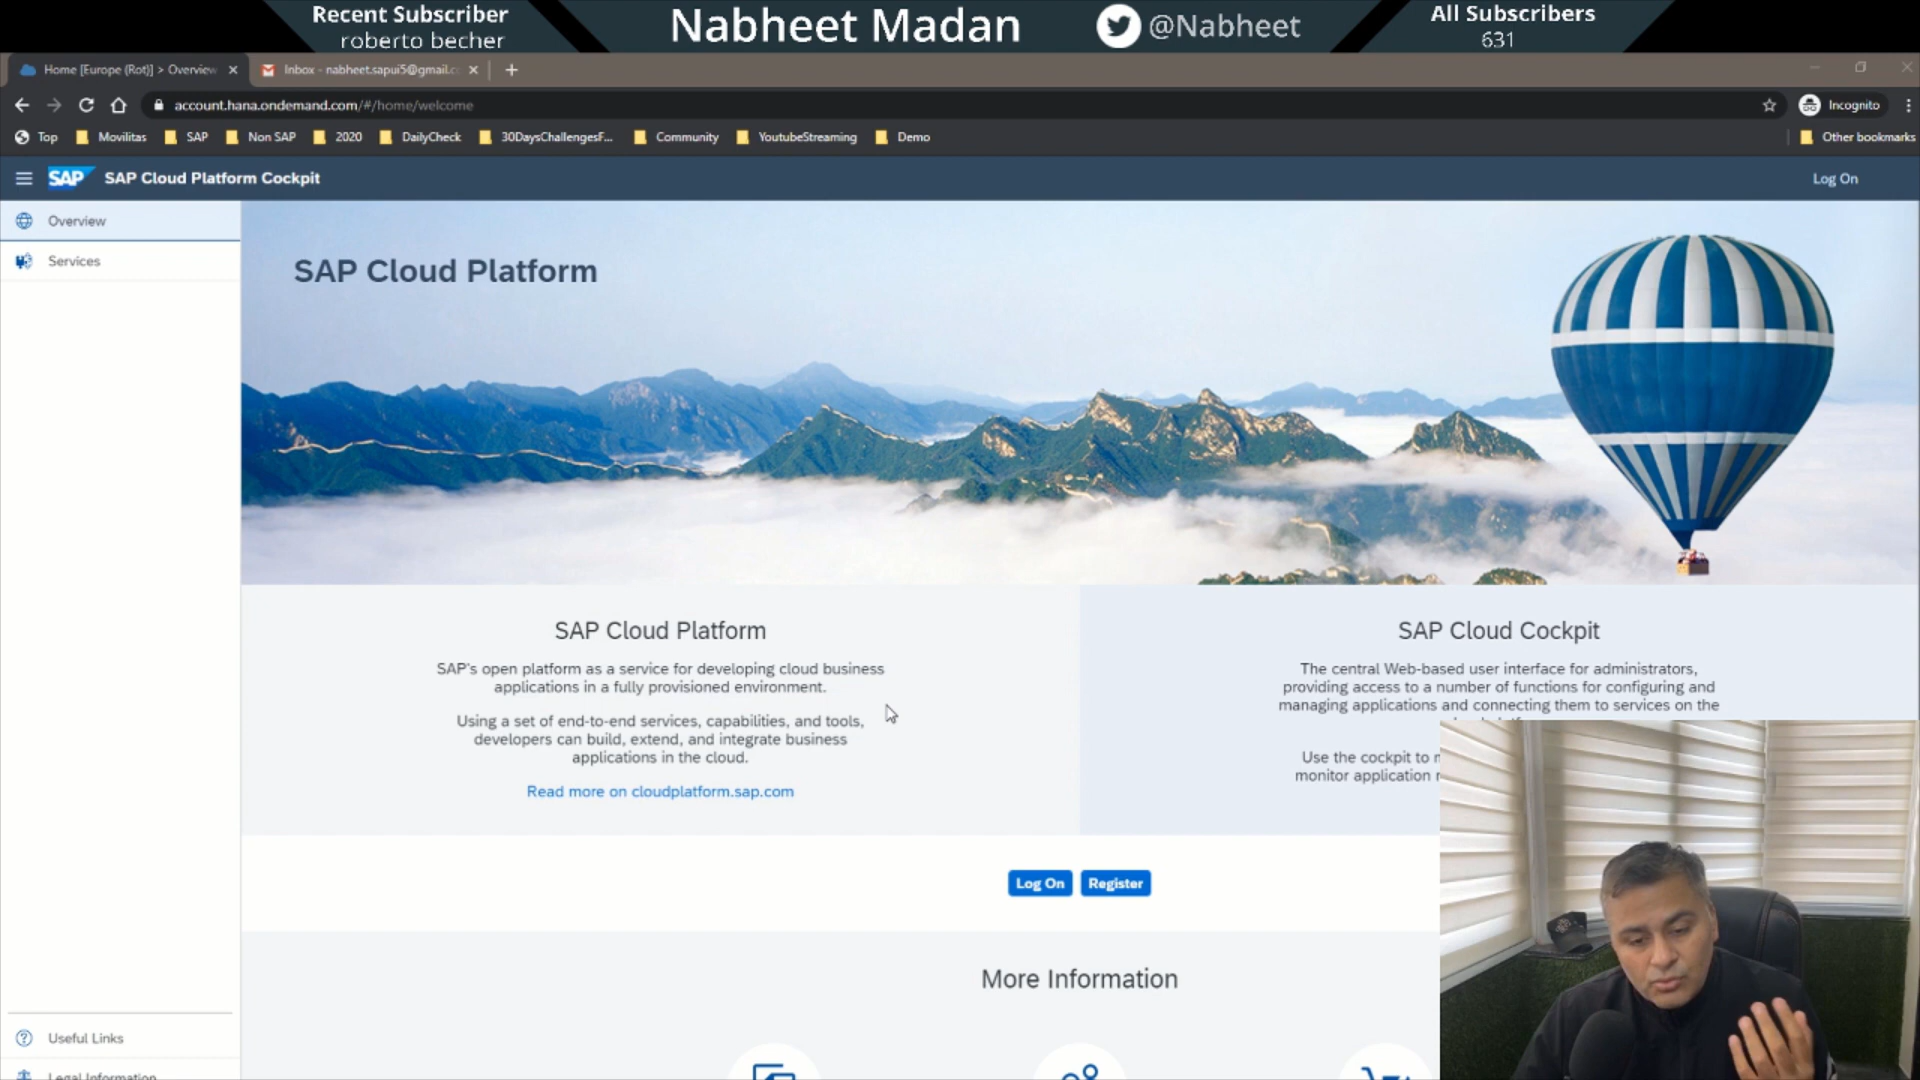 Recent Subscriber
roberto becher
Nabheet Madan
@Nabheet
All Subscribers
631
Home [Europe (Rot)] > Overview
Inbox - nabheet.sapui5@gmail.c
account.hana.ondemand.com/#/home/welcome
Incognito
Top
Movilitas
SAP
Non SAP
2020
DailyCheck
30DaysChallengesF...
Community
YoutubeStreaming
Demo
Other bookmarks
SAP
SAP Cloud Platform Cockpit
Log On
Overview
Services
SAP Cloud Platform
SAP Cloud Platform
SAP's open platform as a service for developing cloud business
applications in a fully provisioned environment.
Using a set of end-to-end services, capabilities, and tools,
developers can build, extend, and integrate business
applications in the cloud.
Read more on cloudplatform.sap.com
SAP Cloud Cockpit
The central Web-based user interface for administrators,
providing access to a number of functions for configuring and
managing applications and connecting them to services on the
Use the cockpit to
monitor application
Log On
Register
More Information
Useful Links
Legal Information